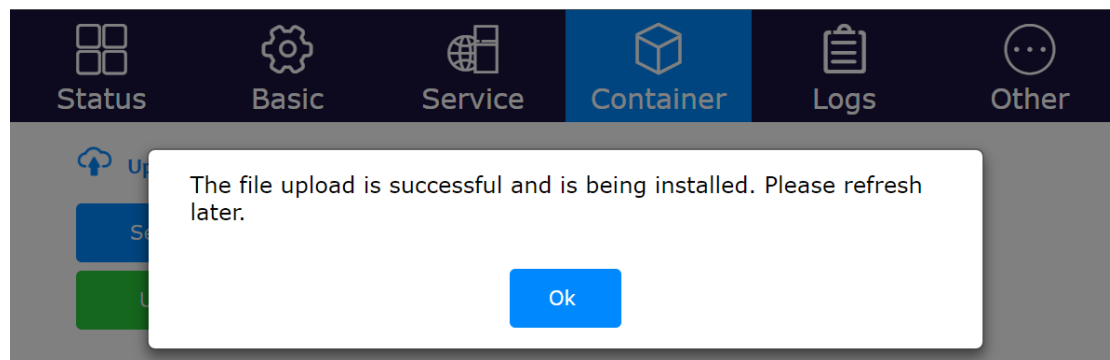 Status Basic Service Container Logs Other
The file upload is successful and is being installed. Please refresh
later.
Ok